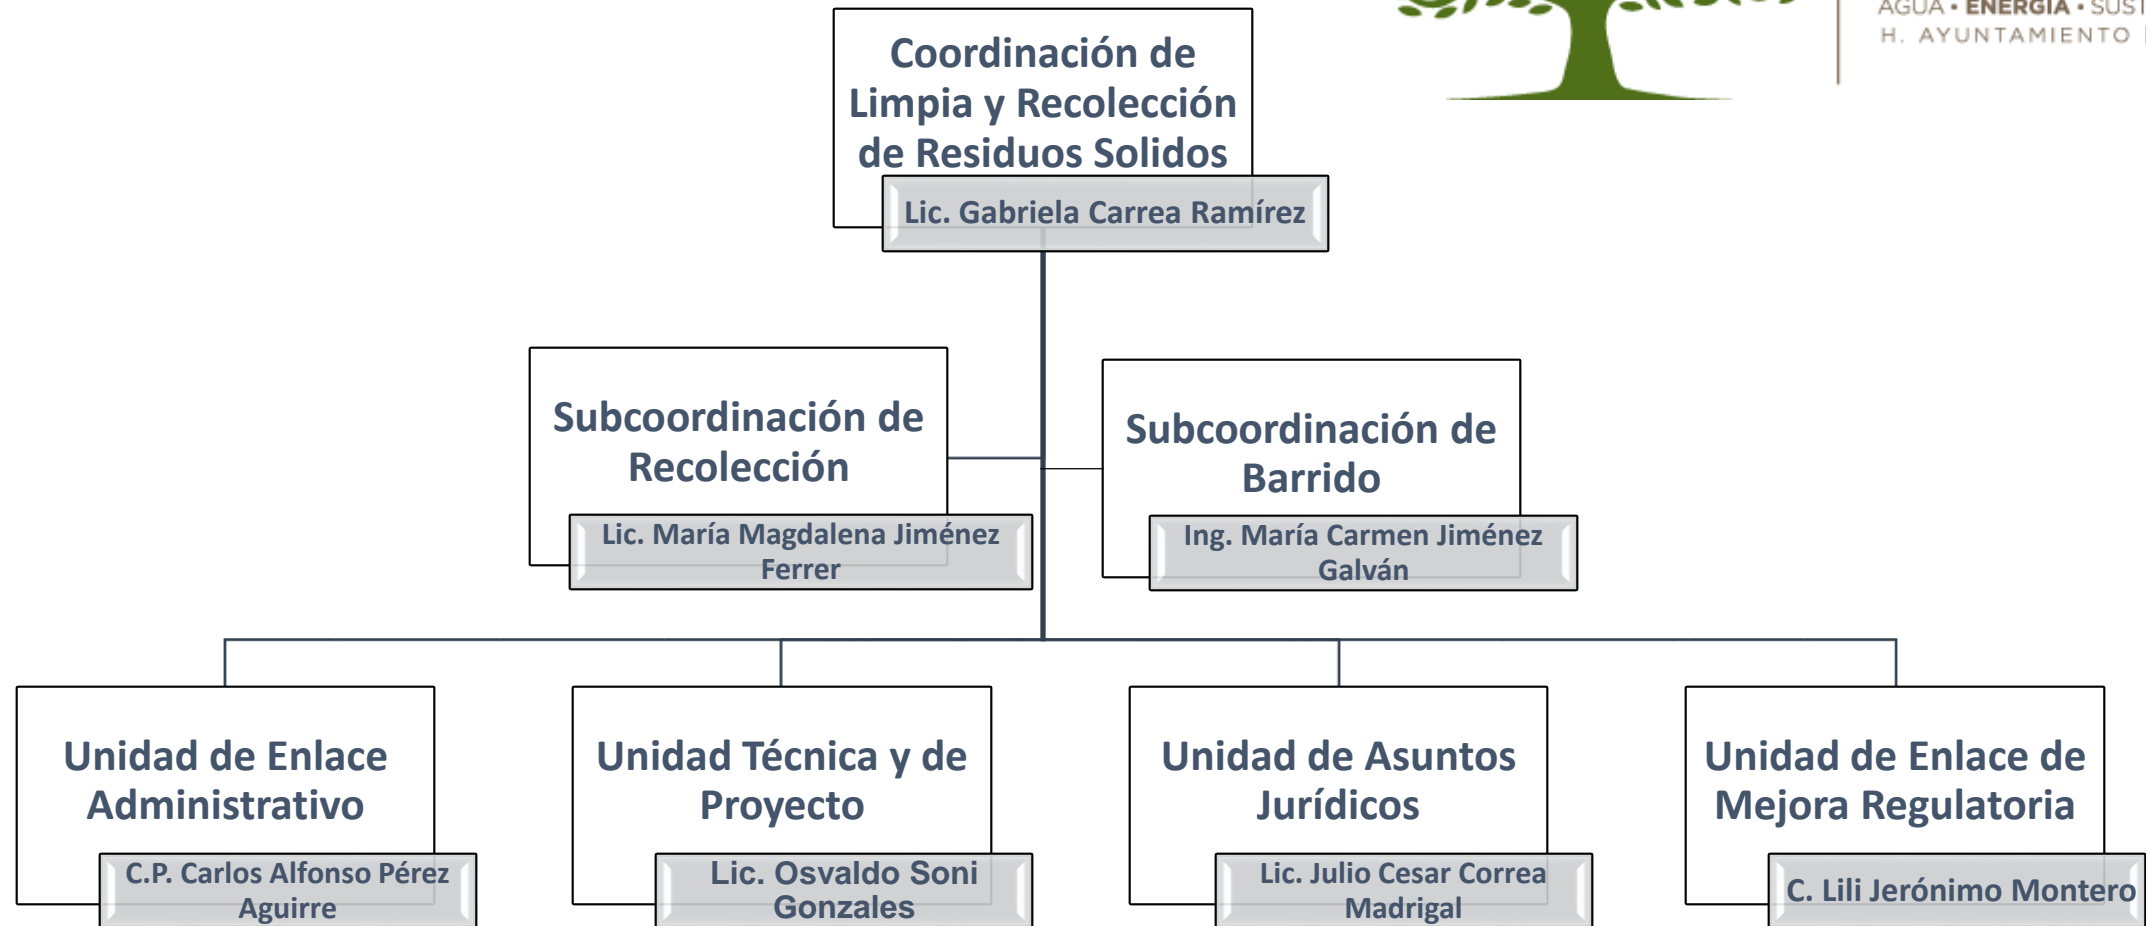 AGUA • ENERGÍA •
H. AYUNTAMIENTO
Coordinación de
Limpia y Recolección
de Residuos Solidos
Lic. Gabriela Carrea Ramírez
Subcoordinación de
Recolección
Lic. María Magdalena Jiménez
Ferrer
Subcoordinación de
Barrido
Ing. María Carmen Jiménez
Galván
Unidad de Enlace
Administrativo
C.P. Carlos Alfonso Pérez
Aguirre
Unidad Técnica y de
Proyecto
Lic. Osvaldo Soni
Gonzales
Unidad de Asuntos
Jurídicos
Lic. Julio Cesar Correa
Madrigal
Unidad de Enlace de
Mejora Regulatoria
C. Lili Jerónimo Montero